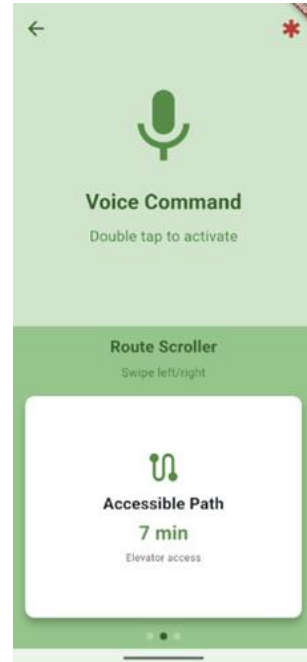 Voice Command
Double tap to activate
Route Scroller
Swipe left/right
Accessible Path
7 min
Elevator access